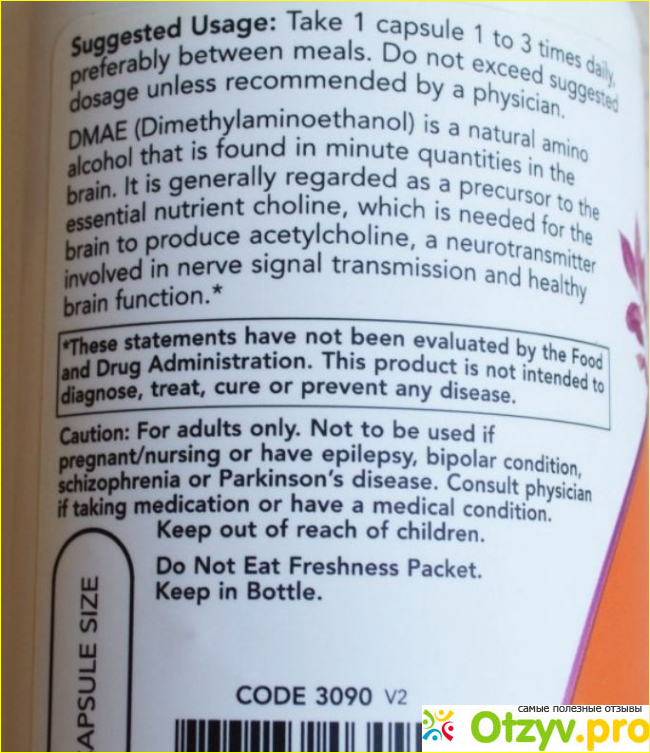 Suggested Usage: Take 1 capsule 1 to 3 times daily,
preferably between meals. Do not exceed suggested
dosage unless recommended by a physician.
DMAE (Dimethylaminoethanol) is a natural amino
alcohol that is found in minute quantities in the
brain. It is generally regarded as a precursor to the
essential nutrient choline, which is needed for the
brain to produce acetylcholine, a neurotransmitter
involved in nerve signal transmission and healthy
brain function.*
*These statements have not been evaluated by the Food
and Drug Administration. This product is not intended to
diagnose, treat, cure or prevent any disease.
Caution: For adults only. Not to be used if
pregnant/nursing or have epilepsy, bipolar condition,
schizophrenia or Parkinson's disease. Consult physician
if taking medication or have a medical condition.
Keep out of reach of children.
Do Not Eat Freshness Packet.
Keep in Bottle.
APSULE SIZE
CODE 3090 V2
самые полезные отзывы
Otzyv.pro